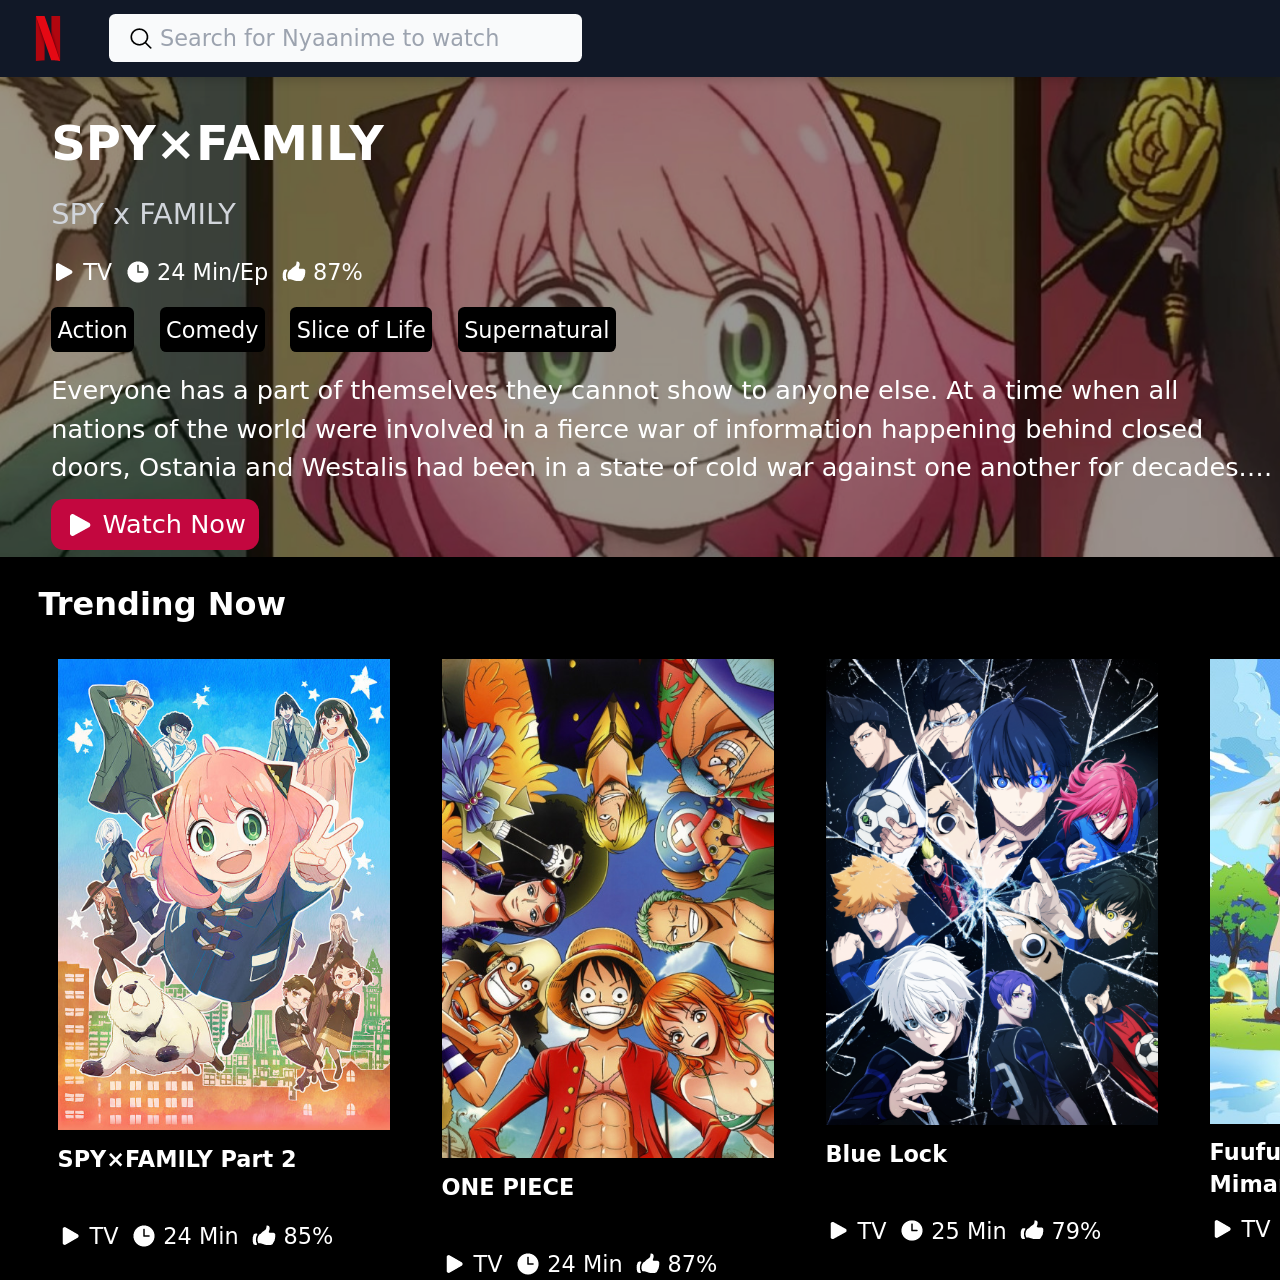 Search for Nyaanime to watch
SPY×FAMILY
SPY x FAMILY
TV 24 Min/Ep 87%
Action Comedy Slice of Life Supernatural
Everyone has a part of themselves they cannot show to anyone else. At a time when all
nations of the world were involved in a fierce war of information happening behind closed
doors, Ostania and Westalis had been in a state of cold war against one another for decades....
Watch Now
Trending Now
SPY×FAMILY Part 2
TV 24 Min 85%
ONE PIECE
TV 24 Min 87%
Blue Lock
TV 25 Min 79%
Fuufu
Mima
TV